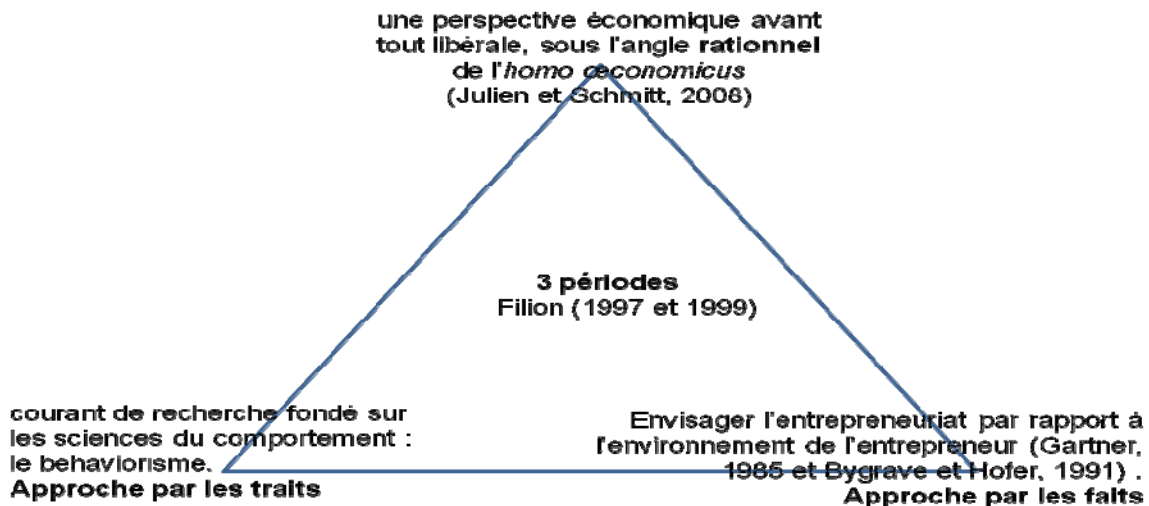 une perspective économique avant
tout libérale, sous l'angle rationnel
de l'homo œconomicus
(Julien et Schmitt, 2008)
3 périodes
Filion (1997 et 1999)
courant de recherche fondé sur
les sciences du comportement :
le behaviorisme.
Approche par les traits
Envisager l'entrepreneuriat par rapport à
l'environnement de l'entrepreneur (Gartner,
1985 et Bygrave et Hofer, 1991) .
Approche par les faits